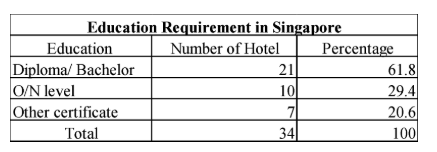 Education Requirement in Singapore
Education Number of Hotel Percentage
Diploma/ Bachelor 21 61.8
O/N level 10 29.4
Other certificate 7 20.6
Total 34 100